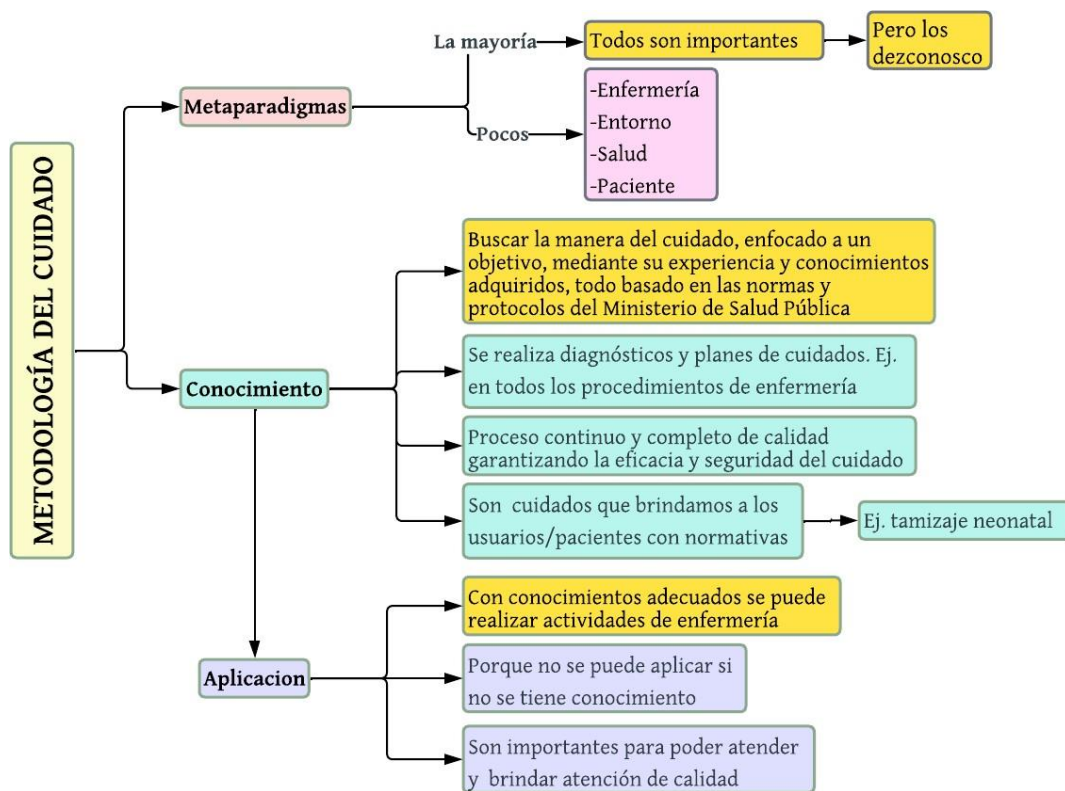 METODOLOGÍA DEL CUIDADO
Metaparadigmas
La mayoría
Todos son importantes
Pero los
dezconosco
Pocos
-Enfermería
-Entorno
-Salud
-Paciente
Conocimiento
Buscar la manera del cuidado, enfocado a un
objetivo, mediante su experiencia y conocimientos
adquiridos, todo basado en las normas y
protocolos del Ministerio de Salud Pública
Se realiza diagnósticos y planes de cuidados. Ej.
en todos los procedimientos de enfermería
Proceso continuo y completo de calidad
garantizando la eficacia y seguridad del cuidado
Son cuidados que brindamos a los
usuarios/pacientes con normativas
Ej. tamizaje neonatal
Aplicacion
Con conocimientos adecuados se puede
realizar actividades de enfermería
Porque no se puede aplicar si
no se tiene conocimiento
Son importantes para poder atender
y brindar atención de calidad